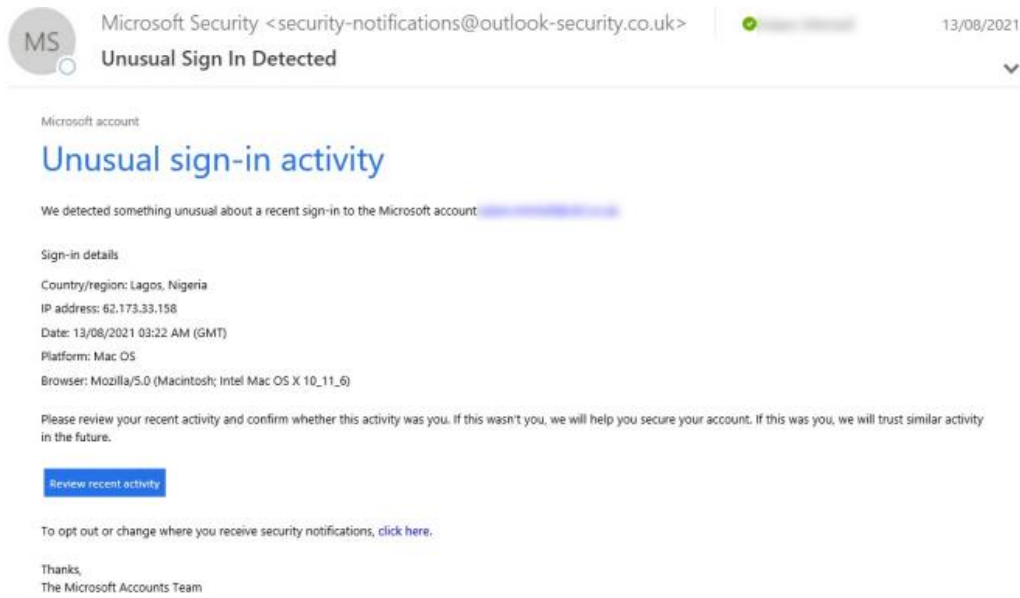 MS
Microsoft Security <security-notifications@outlook-security.co.uk>
13/08/2021
Unusual Sign In Detected
Microsoft account
Unusual sign-in activity
We detected something unusual about a recent sign-in to the Microsoft account
Sign-in details
Country/region: Lagos, Nigeria
IP address: 62.173.33.158
Date: 13/08/2021 03:22 AM (GMT)
Platform: Mac OS
Browser: Mozilla/5.0 (Macintosh; Intel Mac OS X 10_11_6)
Please review your recent activity and confirm whether this activity was you. If this wasn't you, we will help you secure your account. If this was you, we will trust similar activity
in the future.
Review recent activity
To opt out or change where you receive security notifications, click here.
Thanks,
The Microsoft Accounts Team